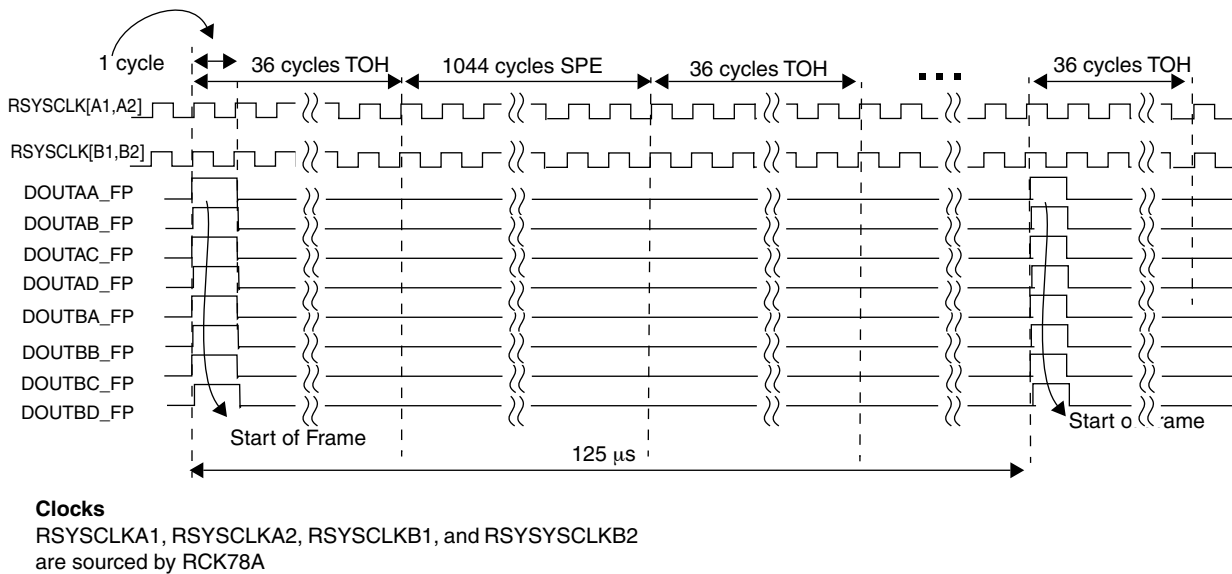 1 cycle
36 cycles TOH
1044 cycles SPE
36 cycles TOH
36 cycles TOH
RSYSCLK[A1,A2]
RSYSCLK[B1,B2]
DOUTAA_FP
DOUTAB_FP
DOUTAC_FP
DOUTAD_FP
DOUTBA_FP
DOUTBB_FP
DOUTBC_FP
DOUTBD_FP
Start of Frame
Start o rame
125 μs
Clocks
RSYSCLKA1, RSYSCLKA2, RSYSCLKB1, and RSYSYSCLKB2
are sourced by RCK78A